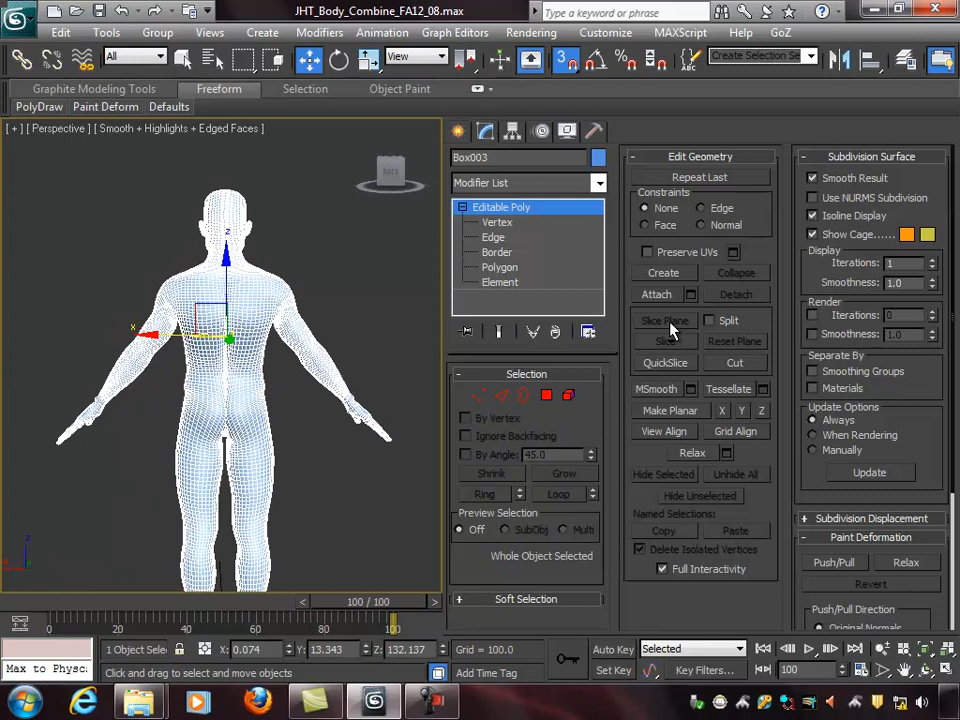 JHT_Body_Combine_FA12_08.max
Type a keyword or phrase
Edit Tools Group Views Create Modifiers Animation Graph Editors Rendering Customize MAXScript Help GoZ
All View Create Selection Se
Graphite Modeling Tools Freeform Selection Object Paint
PolyDraw Paint Deform Defaults
[ + ] [ Perspective ] [ Smooth + Highlights + Edged Faces ]
BACK
z
x
z
x
Box003
Modifier List
Editable Poly
Vertex
Edge
Border
Polygon
Element
Selection
By Vertex
Ignore Backfacing
By Angle: 45.0
Shrink Grow
Ring Loop
Preview Selection
Off SubObj Multi
Whole Object Selected
Soft Selection
Edit Geometry
Repeat Last
Constraints
None Edge
Face Normal
Preserve UVs
Create Collapse
Attach Detach
Slice Plane Split
Slice Reset Plane
QuickSlice Cut
MSmooth Tessellate
Make Planar X Y Z
View Align Grid Align
Relax
Hide Selected Unhide All
Hide Unselected
Named Selections:
Copy Paste
Delete Isolated Vertices
Full Interactivity
Subdivision Surface
Smooth Result
Use NURMS Subdivision
Isoline Display
Show Cage......
Display
Iterations: 1
Smoothness: 1.0
Render
Iterations: 0
Smoothness: 1.0
Separate By
Smoothing Groups
Materials
Update Options
Always
When Rendering
Manually
Update
Subdivision Displacement
Paint Deformation
Push/Pull Relax
Revert
Push/Pull Direction
Original Normals
100 / 100
0 20 40 60 80 100
1 Object Selec X: 0.074 Y: 13.343 Z: 132.137 Grid = 100.0 Auto Key Selected
Max to Physc Click and drag to select and move objects Add Time Tag Set Key Key Filters... 100